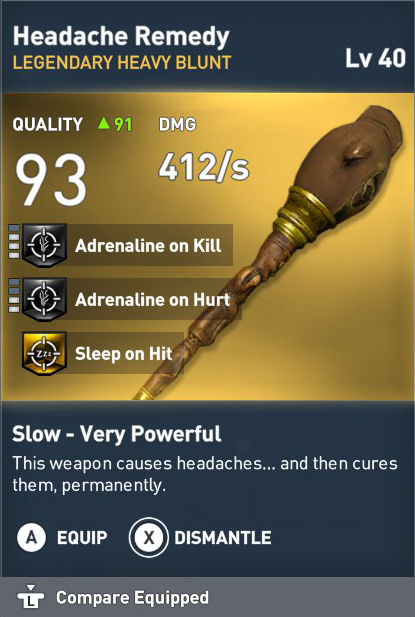 Headache Remedy
LEGENDARY HEAVY BLUNT
Lv 40
QUALITY ▲91 DMG
93 412/s
Adrenaline on Kill
Adrenaline on Hurt
Zzz Sleep on Hit
Slow - Very Powerful
This weapon causes headaches... and then cures
them, permanently.
A EQUIP X DISMANTLE
L Compare Equipped